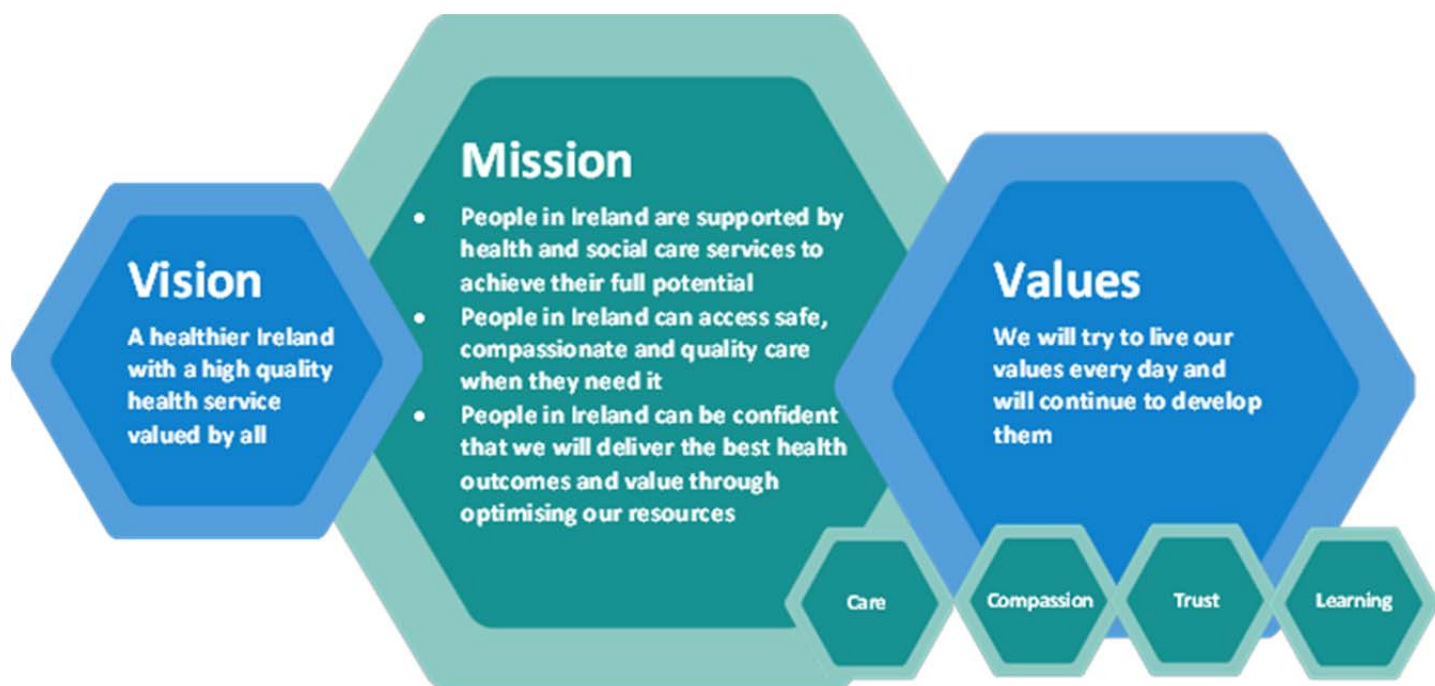 Vision
A healthier Ireland
with a high quality
health service
valued by all
Mission
• People in Ireland are supported by
health and social care services to
achieve their full potential
• People in Ireland can access safe,
compassionate and quality care
when they need it
• People in Ireland can be confident
that we will deliver the best health
outcomes and value through
optimising our resources
Values
We will try to live our
values every day and
will continue to develop
them
Care
Compassion
Trust
Learning